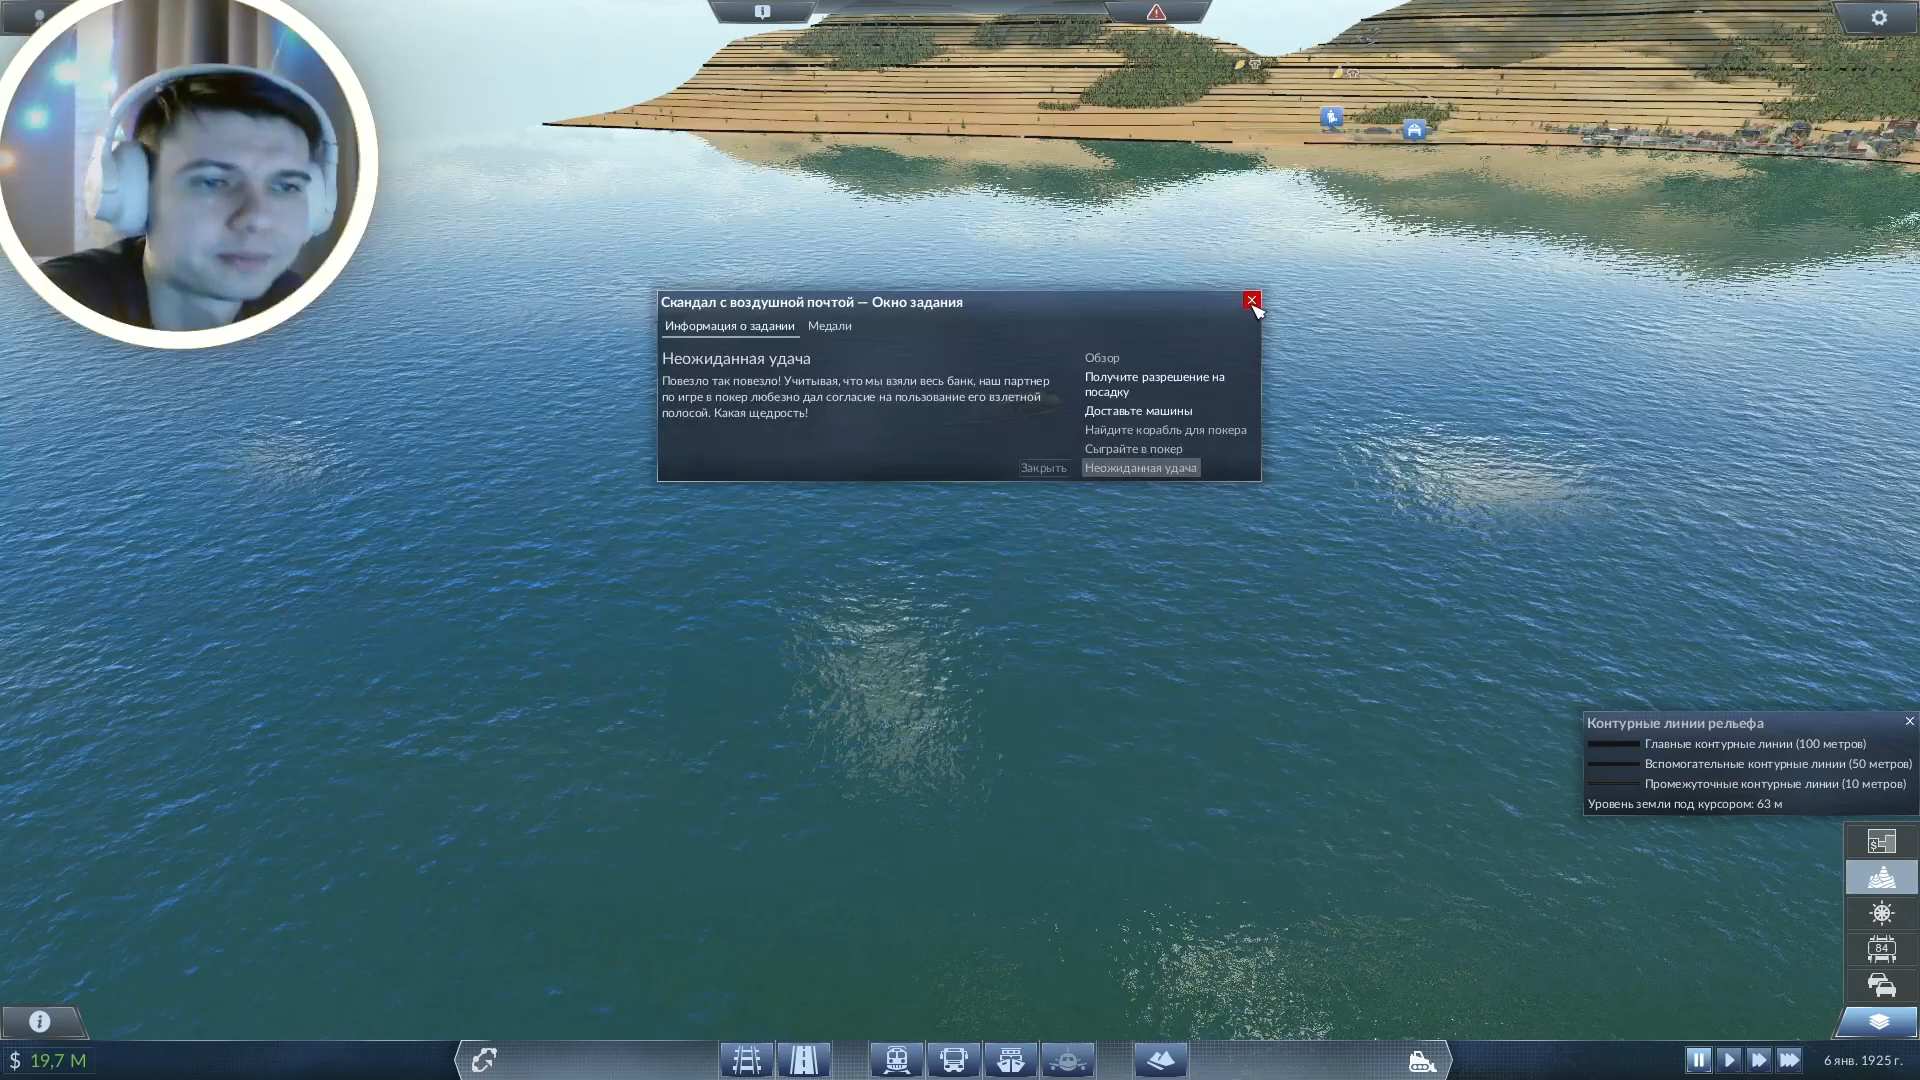 Скандал с воздушной почтой — Окно задания
Информация о задании Медали
Неожиданная удача
Повезло так повезло! Учитывая, что мы взяли весь банк, наш партнер
по игре в покер любезно дал согласие на пользование его взлетной
полосой. Какая щедрость!
Закрыть
Обзор
Получите разрешение на
посадку
Доставьте машины
Найдите корабль для покера
Сыграйте в покер
Неожиданная удача
Контурные линии рельефа
Главные контурные линии (100 метров)
Вспомогательные контурные линии (50 метров)
Промежуточные контурные линии (10 метров)
Уровень земли под курсором: 63 м
84
$ 19,7 M
6 янв. 1925 г.